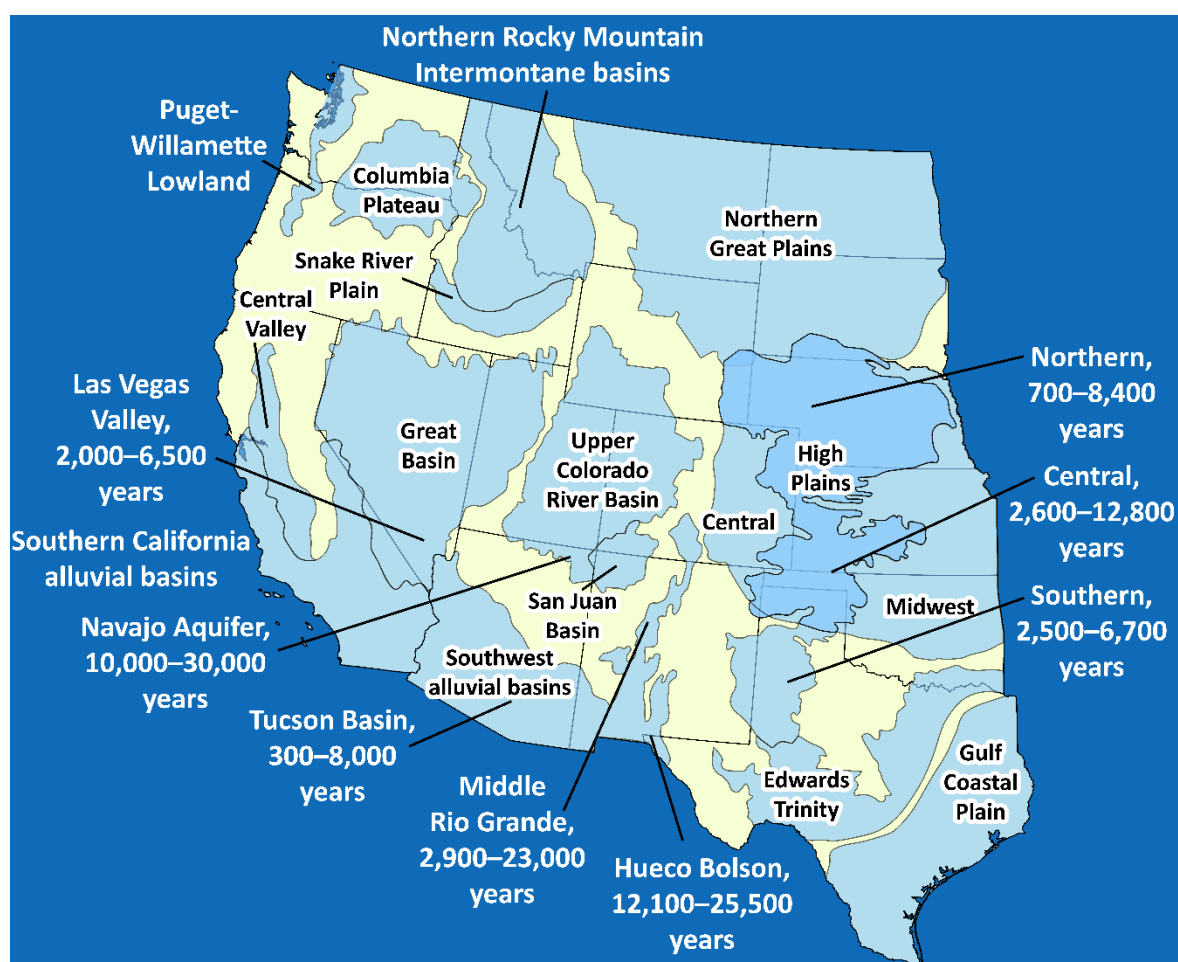 Northern Rocky Mountain
Intermontane basins
Puget-
Willamette
Lowland
Columbia
Plateau
Northern
Great Plains
Snake River
Plain
Central
Valley
Las Vegas
Valley,
2,000–6,500
years
Great
Basin
Upper
Colorado
River Basin
High
Plains
Central
Northern,
700–8,400
years
Central,
2,600–12,800
years
Southern California
alluvial basins
San Juan
Basin
Midwest
Southern,
2,500–6,700
years
Navajo Aquifer,
10,000–30,000
years
Southwest
alluvial basins
Tucson Basin,
300–8,000
years
Middle
Rio Grande,
2,900–23,000
years
Edwards
Trinity
Gulf
Coastal
Plain
Hueco Bolson,
12,100–25,500
years